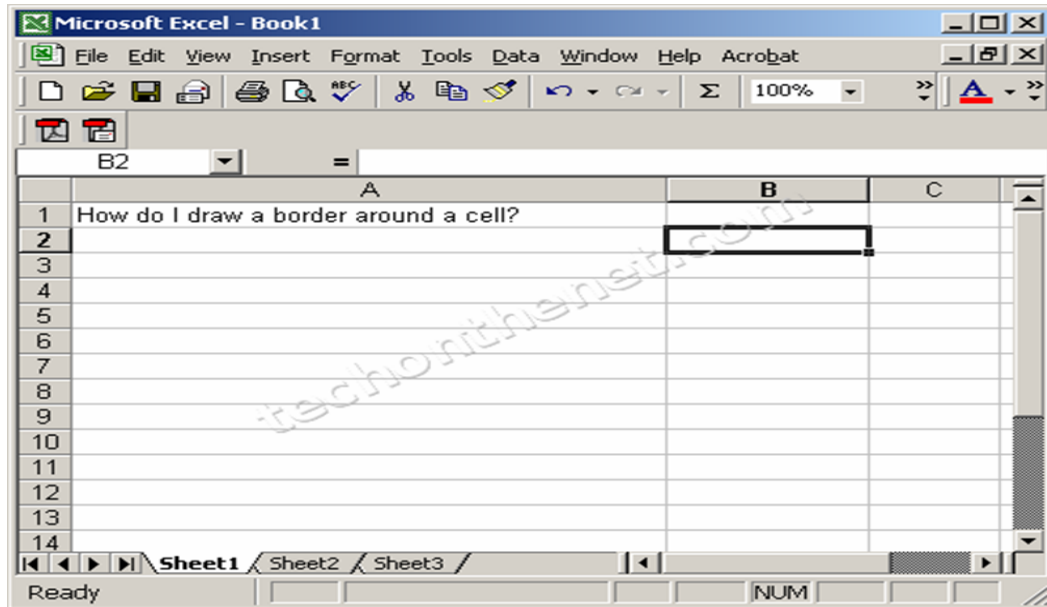 Microsoft Excel - Book1
File Edit View Insert Format Tools Data Window Help Acrobat
ABC Σ 100% » A »
B2 =
A B C
1 How do I draw a border around a cell?
2
3
4
5
6
7
8
9
10
11
12
13
14
techonthenet.com
Sheet1 Sheet2 Sheet3
Ready NUM